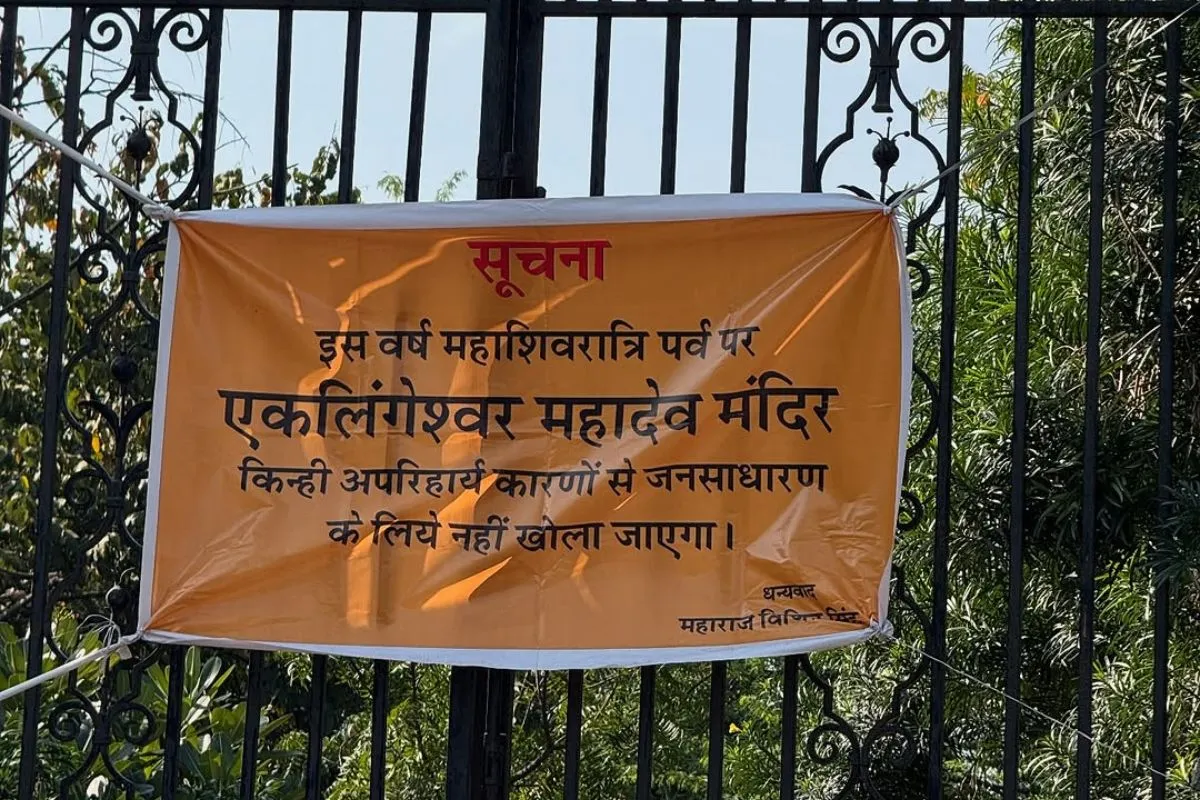 सूचना
इस वर्ष महाशिवरात्रि पर्व पर
एकलिंगेश्वर महादेव मंदिर
किन्ही अपरिहार्य कारणों से जनसाधारण
के लिये नहीं खोला जाएगा।
धन्यवाद
महाराज